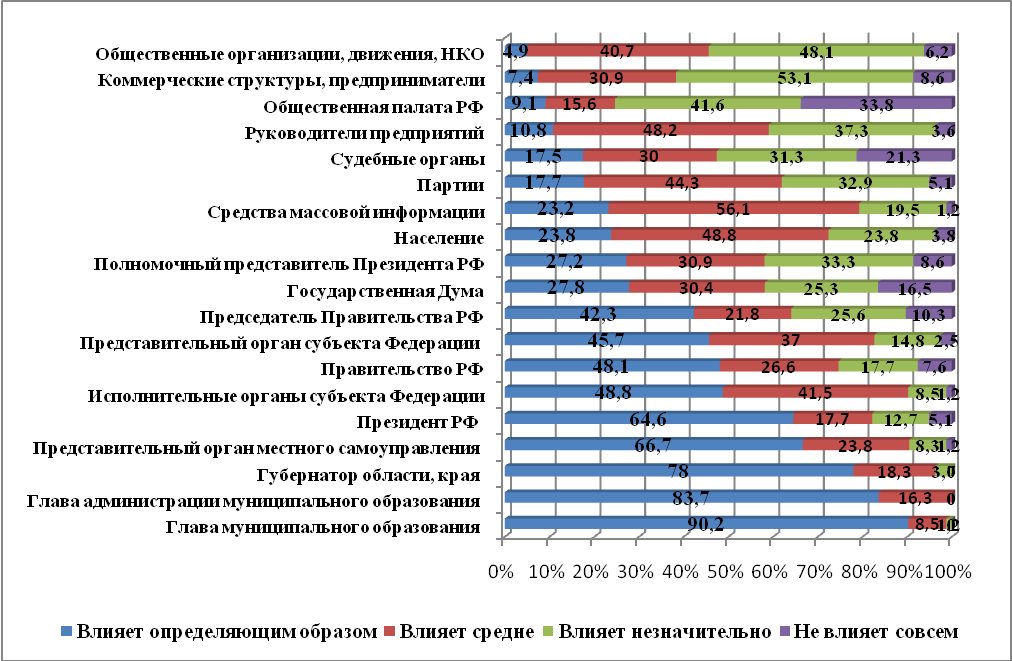 Общественные организации, движения, НКО 4,9 40,7 48,1 6,2
Коммерческие структуры, предприниматели 7,4 30,9 53,1 8,6
Общественная палата РФ 9,1 15,6 41,6 33,8
Руководители предприятий 10,8 48,2 37,3 3,6
Судебные органы 17,5 30 31,3 21,3
Партии 17,7 44,3 32,9 5,1
Средства массовой информации 23,2 56,1 19,5 1,2
Население 23,8 48,8 23,8 3,8
Полномочный представитель Президента РФ 27,2 30,9 33,3 8,6
Государственная Дума 27,8 30,4 25,3 16,5
Председатель Правительства РФ 42,3 21,8 25,6 10,3
Представительный орган субъекта Федерации 45,7 37 14,8 2,5
Правительство РФ 48,1 26,6 17,7 7,6
Исполнительные органы субъекта Федерации 48,8 41,5 8,5 1,2
Президент РФ 64,6 17,7 12,7 5,1
Представительный орган местного самоуправления 66,7 23,8 8,3 1,2
Губернатор области, края 78 18,3
Глава администрации муниципального образования 83,7 16,3 0
Глава муниципального образования 90,2 8,5
0% 10% 20% 30% 40% 50% 60% 70% 80% 90% 100%
Влияет определяющим образом Влияет средне Влияет незначительно Не влияет совсем